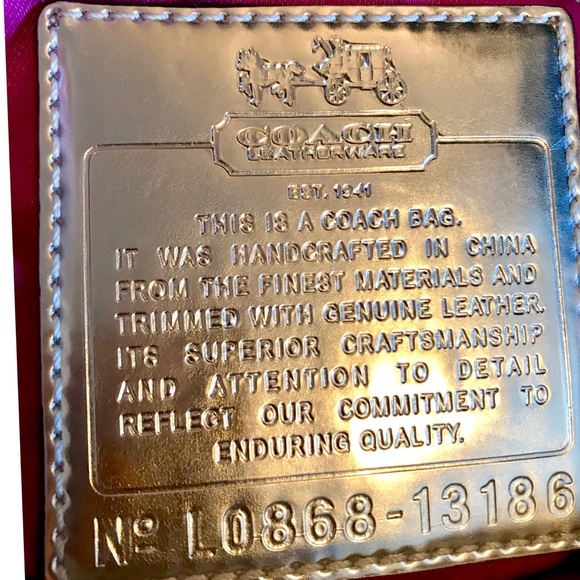 COACH
LEATHERWARE
EST. 1941
THIS IS A COACH BAG.
IT WAS HANDCRAFTED IN CHINA
FROM THE FINEST MATERIALS AND
TRIMMED WITH GENUINE LEATHER.
ITS SUPERIOR CRAFTSMANSHIP
AND ATTENTION TO DETAIL
REFLECT OUR COMMITMENT TO
ENDURING QUALITY.
Nº L0868-13186